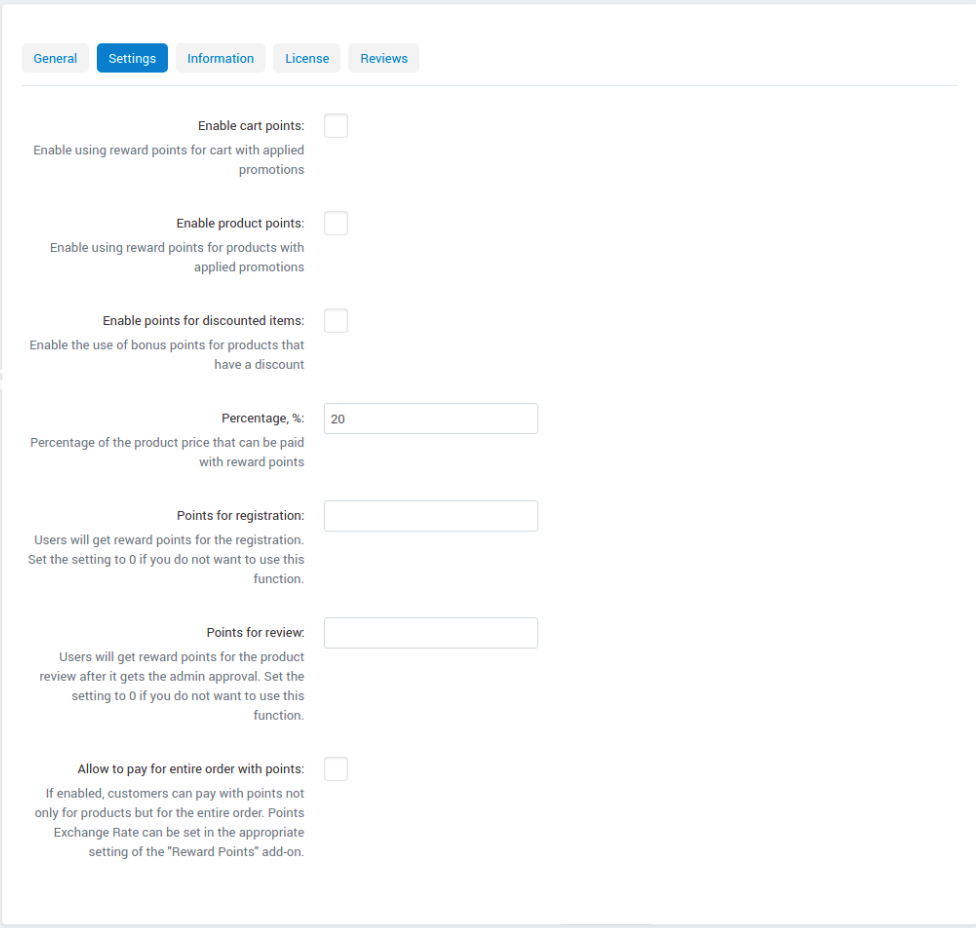 General Settings Information License Reviews
Enable cart points:
Enable using reward points for cart with applied
promotions
Enable product points:
Enable using reward points for products with
applied promotions
Enable points for discounted items:
Enable the use of bonus points for products that
have a discount
Percentage, %: 20
Percentage of the product price that can be paid
with reward points
Points for registration:
Users will get reward points for the registration.
Set the setting to 0 if you do not want to use this
function.
Points for review:
Users will get reward points for the product
review after it gets the admin approval. Set the
setting to 0 if you do not want to use this
function.
Allow to pay for entire order with points:
If enabled, customers can pay with points not
only for products but for the entire order. Points
Exchange Rate can be set in the appropriate
setting of the "Reward Points" add-on.